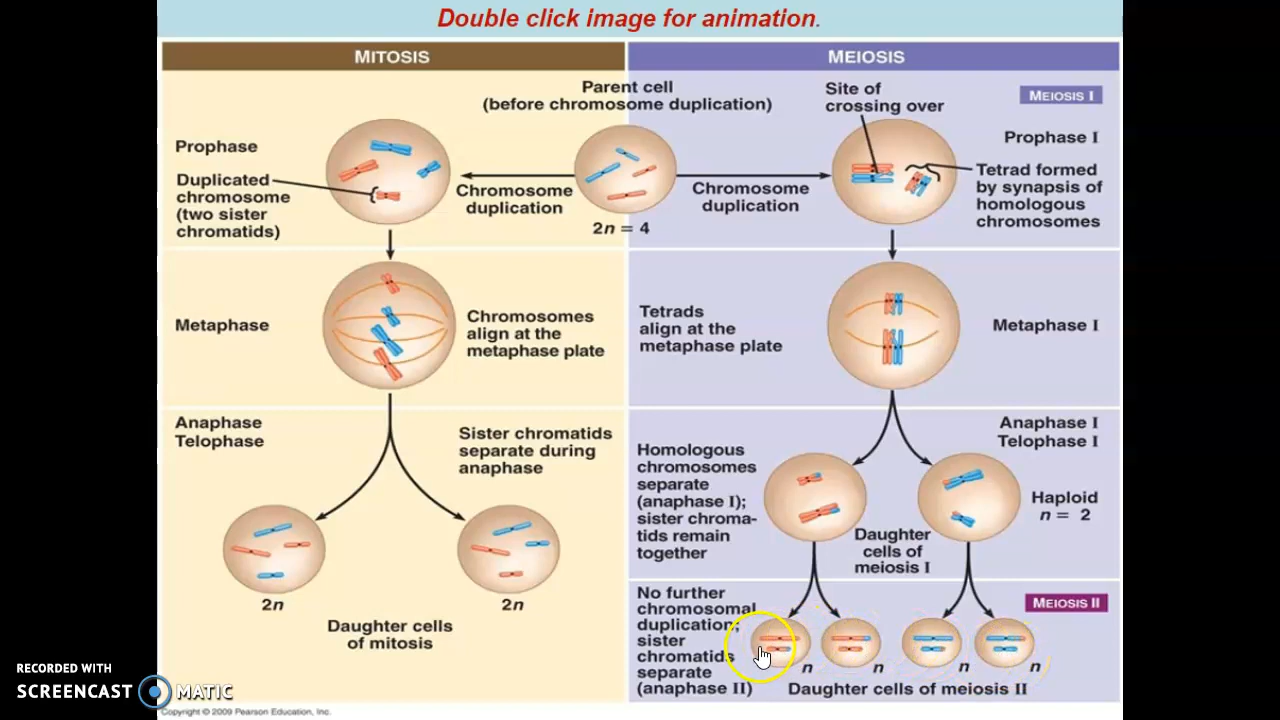 Double click image for animation.
MITOSIS
MEIOSIS
Parent cell
(before chromosome duplication)
Site of
crossing over
MEIOSIS I
Prophase
Prophase I
Duplicated
chromosome
(two sister
chromatids)
Chromosome
duplication
Chromosome
duplication
Tetrad formed
by synapsis of
homologous
chromosomes
2n = 4
Metaphase
Chromosomes
align at the
metaphase plate
Tetrads
align at the
metaphase plate
Metaphase I
Anaphase
Telophase
Sister chromatids
separate during
anaphase
Homologous
chromosomes
separate
(anaphase I);
sister chroma-
tids remain
together
Anaphase I
Telophase I
Haploid
n = 2
Daughter
cells of
meiosis I
2n
2n
Daughter cells
of mitosis
No further
chromosomal
duplication;
sister
chromatids
separate
(anaphase II)
MEIOSIS II
n
n
n
n
Daughter cells of meiosis II
RECORDED WITH
SCREENCAST MATIC
Copyright © 2009 Pearson Education, Inc.